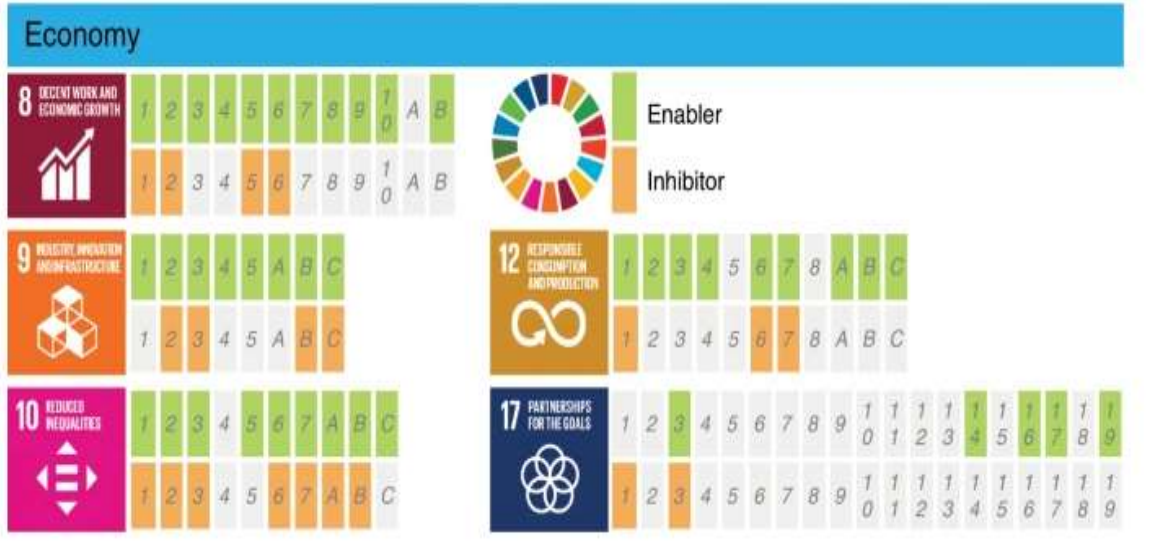 Economy
8 DECENT WORK AND ECONOMIC GROWTH
1 2 3 4 5 6 7 8 9 10 A B
1 2 3 4 5 6 7 8 9 10 A B
Enabler
Inhibitor
9 INDUSTRY, INNOVATION AND INFRASTRUCTURE
1 2 3 4 5 A B C
1 2 3 4 5 A B C
12 RESPONSIBLE CONSUMPTION AND PRODUCTION
1 2 3 4 5 6 7 8 A B C
1 2 3 4 5 6 7 8 A B C
10 REDUCED INEQUALITIES
1 2 3 4 5 6 7 A B C
1 2 3 4 5 6 7 A B C
17 PARTNERSHIPS FOR THE GOALS
1 2 3 4 5 6 7 8 9 10 11 12 13 14 15 16 17 18 19
1 2 3 4 5 6 7 8 9 10 11 12 13 14 15 16 17 18 19